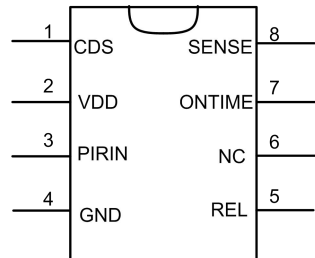 1 CDS SENSE 8
2 VDD ONTIME 7
3 PIRIN NC 6
4 GND REL 5